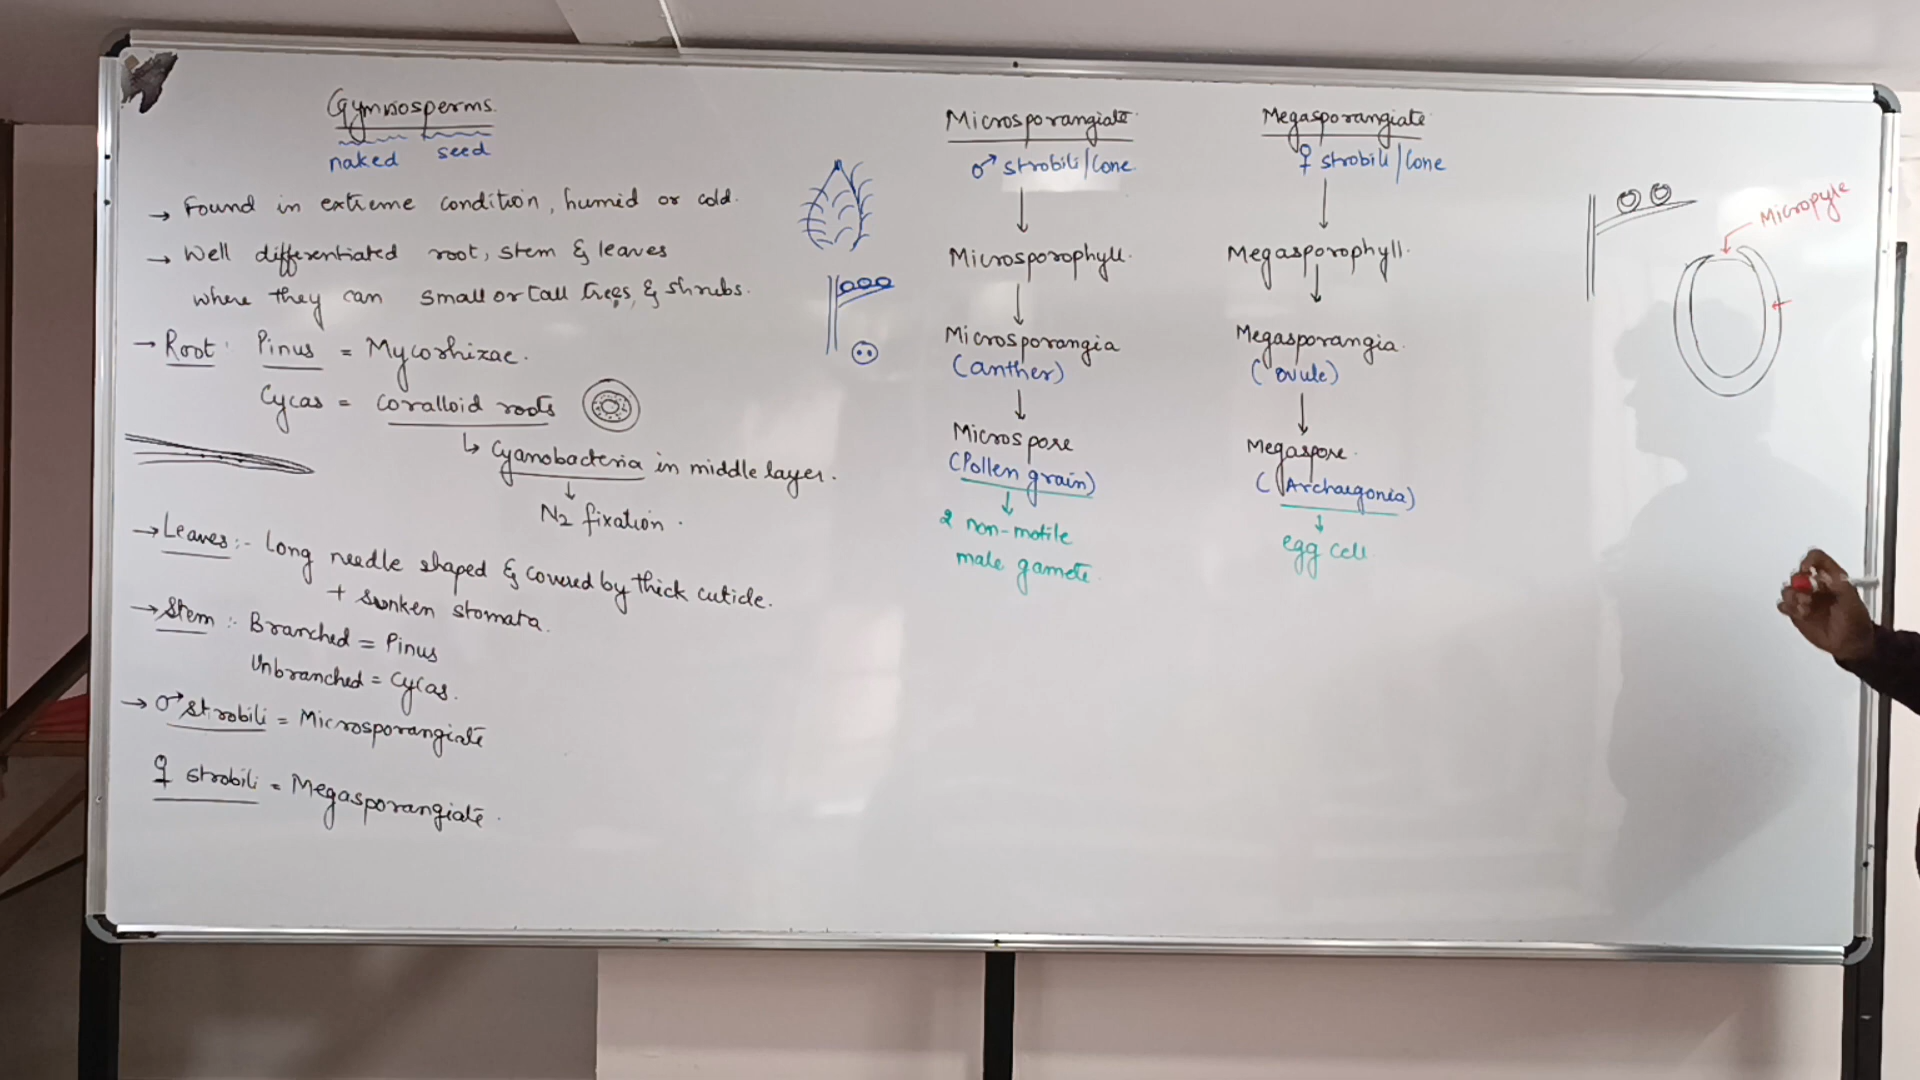 Gymnosperms.
naked seed
→ Found in extreme condition, humid or cold.
→ Well differentiated root, stem & leaves
where they can small or tall trees, & shrubs.
→ Root: Pinus = Mycorhizae.
Cycas = coralloid roots
↳ Cyanobacteria in middle layer.
↓
N2 fixation.
→ Leaves:- Long needle shaped & covered by thick cuticle.
+ sunken stomata.
→ Stem :- Branched = Pinus
Unbranched = Cycas.
→ ♂ strobili = Microsporangiate
♀ strobili = Megasporangiate.
Microsporangiate
♂ strobili/Cone
↓
Microsporophyll.
↓
Microsporangia
(anther)
↓
Microspore
(Pollen grain)
↓
2 non-motile
male gamete.
Megasporangiate
♀ strobili/Cone
↓
Megasporophyll.
↓
Megasporangia.
(ovule)
↓
Megaspore.
(Archaegonia)
↓
egg cell
Micropyle